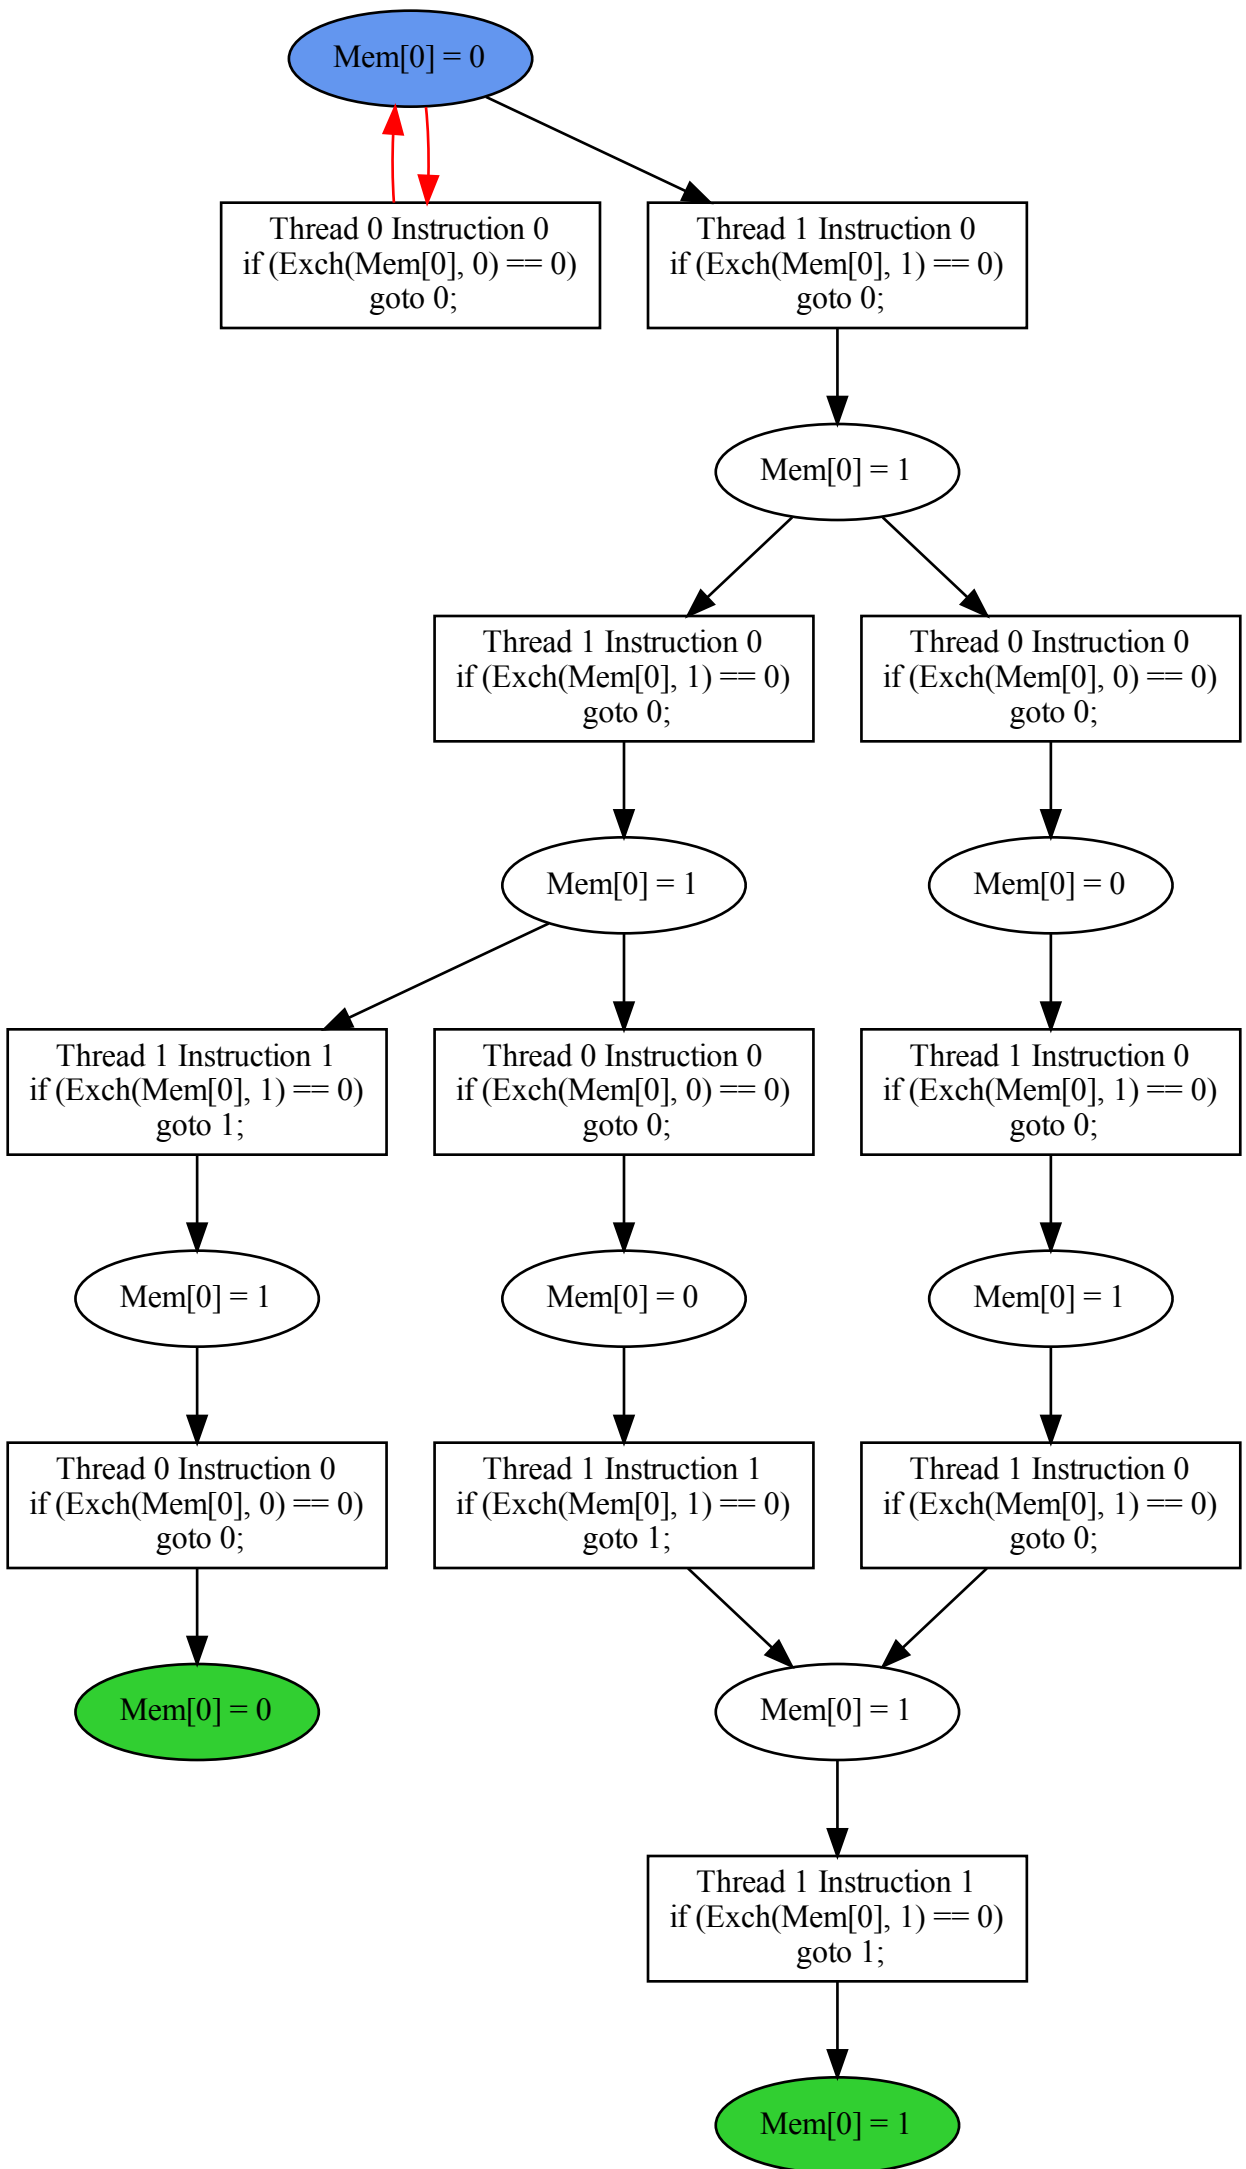 Mem[0] = 0
Thread 0 Instruction 0
if (Exch(Mem[0], 0) == 0)
goto 0;
Thread 1 Instruction 0
if (Exch(Mem[0], 1) == 0)
goto 0;
Mem[0] = 1
Thread 1 Instruction 0
if (Exch(Mem[0], 1) == 0)
goto 0;
Thread 0 Instruction 0
if (Exch(Mem[0], 0) == 0)
goto 0;
Mem[0] = 1
Mem[0] = 0
Thread 1 Instruction 1
if (Exch(Mem[0], 1) == 0)
goto 1;
Thread 0 Instruction 0
if (Exch(Mem[0], 0) == 0)
goto 0;
Thread 1 Instruction 0
if (Exch(Mem[0], 1) == 0)
goto 0;
Mem[0] = 1
Mem[0] = 0
Mem[0] = 1
Thread 0 Instruction 0
if (Exch(Mem[0], 0) == 0)
goto 0;
Thread 1 Instruction 1
if (Exch(Mem[0], 1) == 0)
goto 1;
Thread 1 Instruction 0
if (Exch(Mem[0], 1) == 0)
goto 0;
Mem[0] = 0
Mem[0] = 1
Thread 1 Instruction 1
if (Exch(Mem[0], 1) == 0)
goto 1;
Mem[0] = 1